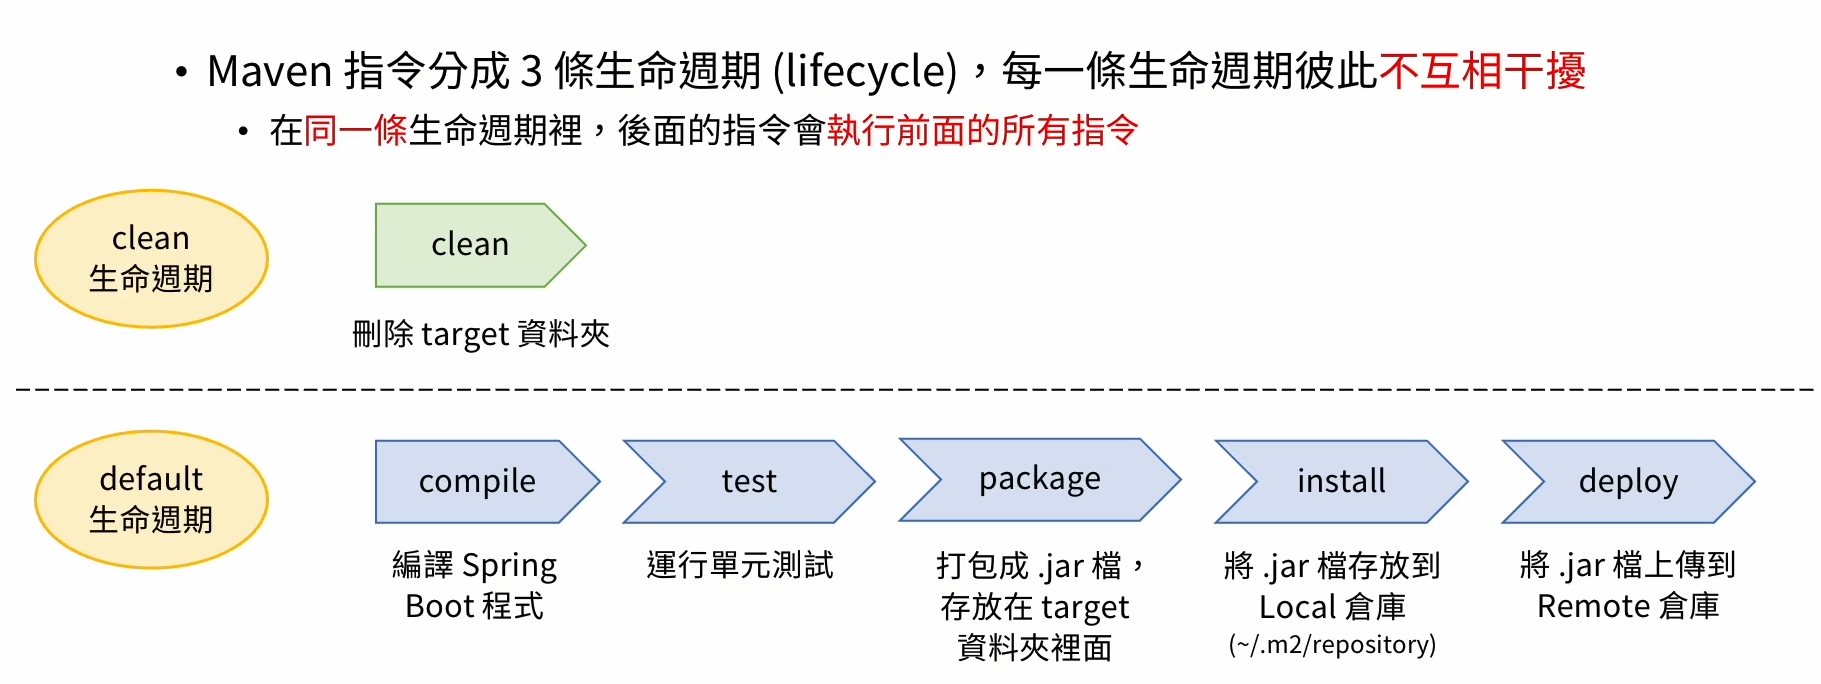 • Maven 指令分成 3 條生命週期 (lifecycle)，每一條生命週期彼此不互相干擾
• 在同一條生命週期裡，後面的指令會執行前面的所有指令
clean
生命週期
clean
刪除 target 資料夾
default
生命週期
compile
編譯 Spring
Boot 程式
test
運行單元測試
package
打包成 .jar 檔，
存放在 target
資料夾裡面
install
將 .jar 檔存放到
Local 倉庫
(~/.m2/repository)
deploy
將 .jar 檔上傳到
Remote 倉庫